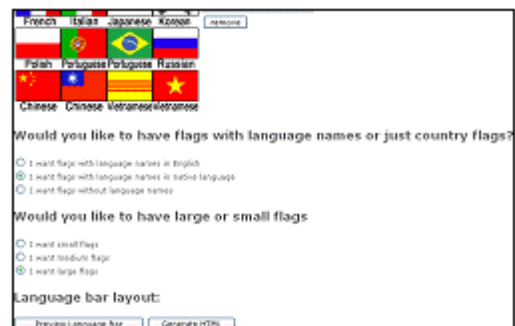 French Italian Japanese Korean remove
Polish Portuguese Portuguese Russian
Chinese Chinese Vietnamese Vietnamese
Would you like to have flags with language names or just country flags?
I want flags with language names in English
I want flags with language names in native language
I want flags without language names
Would you like to have large or small flags
I want small flags
I want medium flags
I want large flags
Language bar layout:
Preview Language Bar Generate HTML